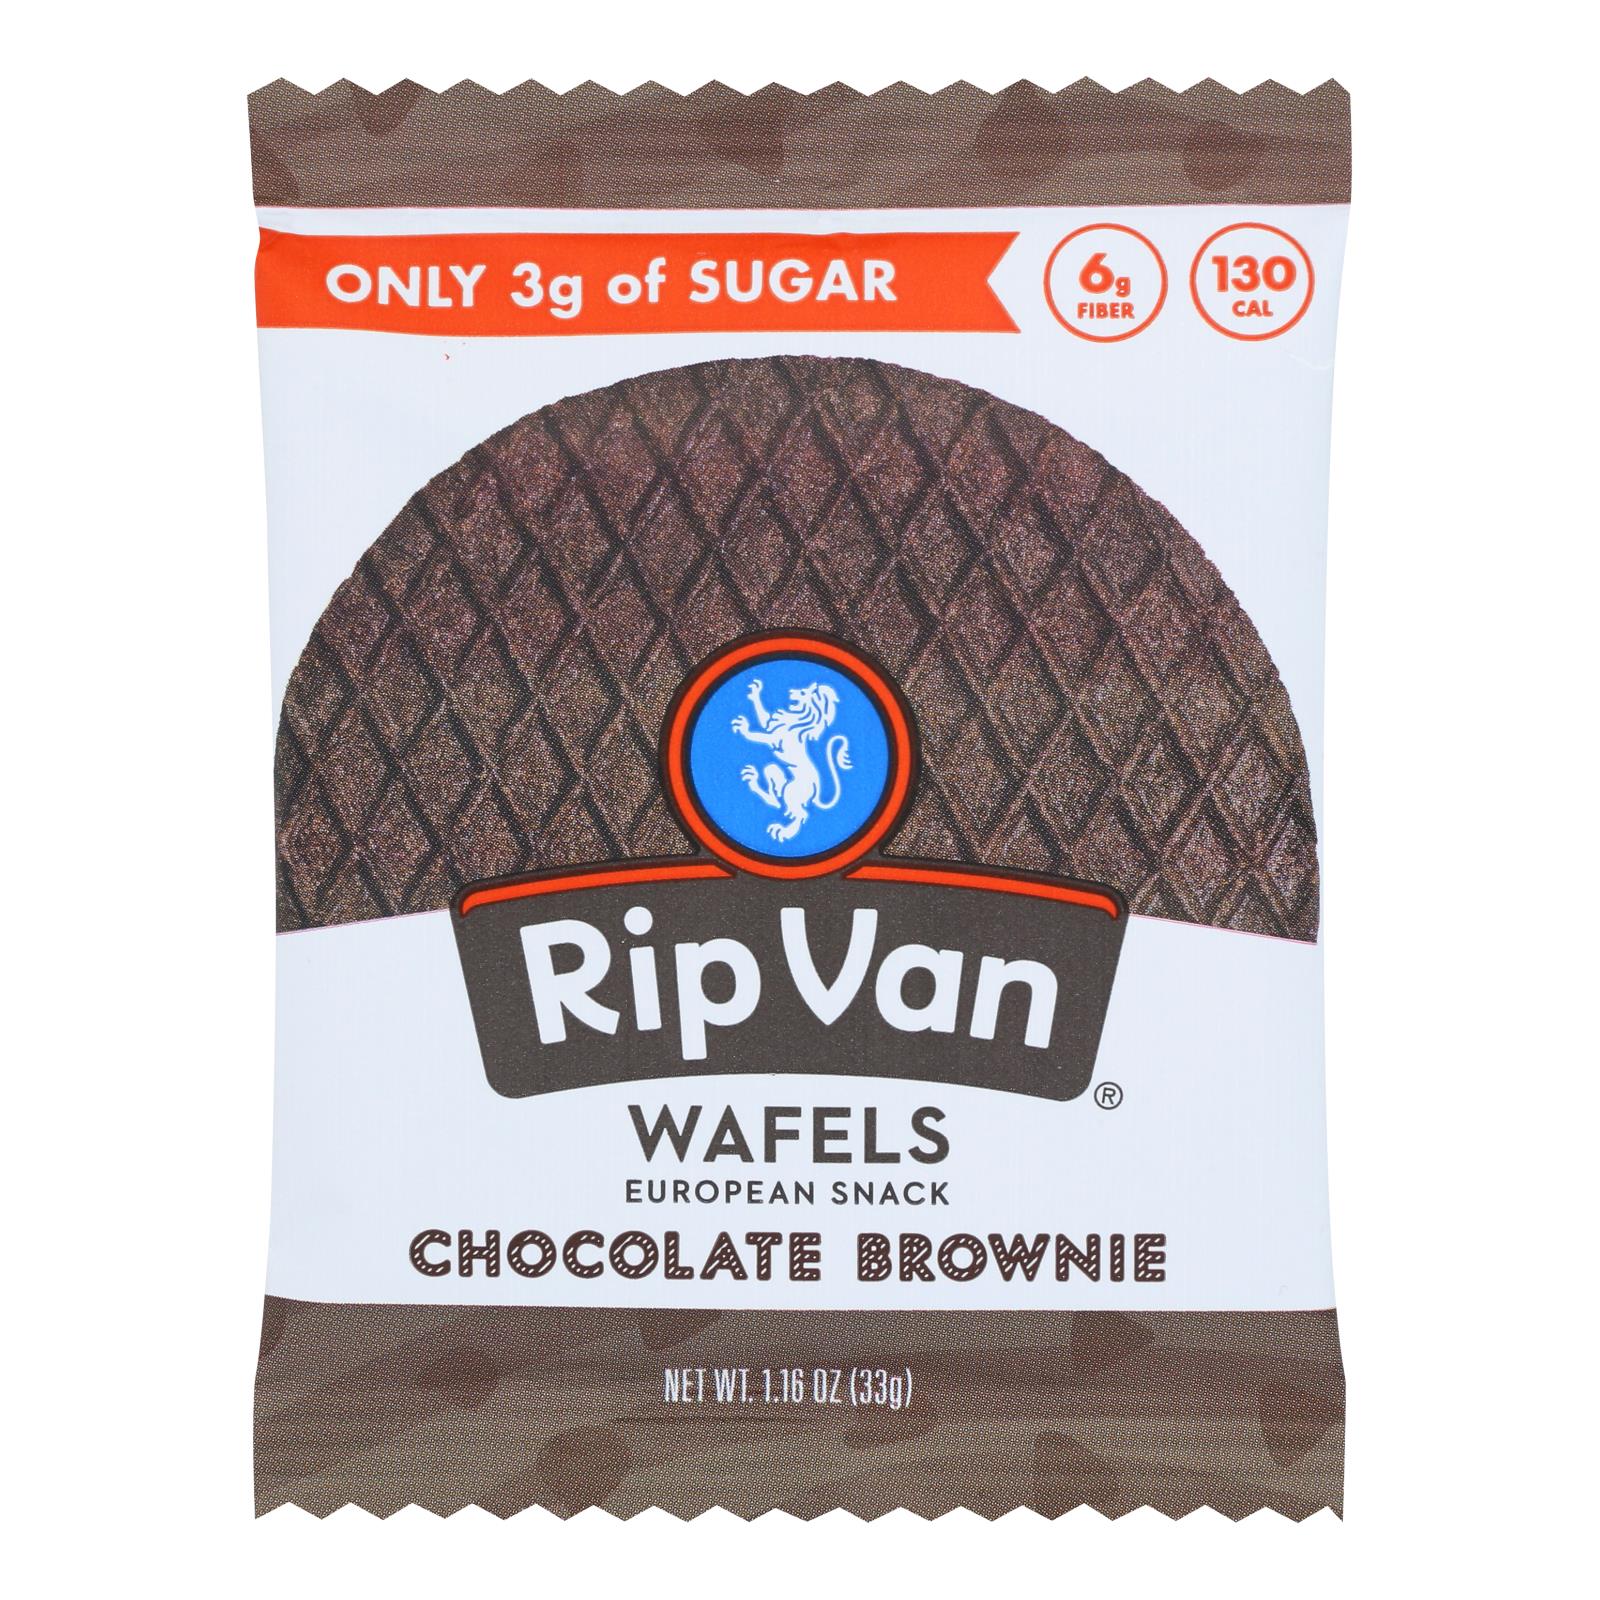 ONLY 3g of SUGAR
6g
FIBER
130
CAL
Rip Van
®
WAFELS
EUROPEAN SNACK
CHOCOLATE BROWNIE
NET WT. 1.16 OZ (33g)